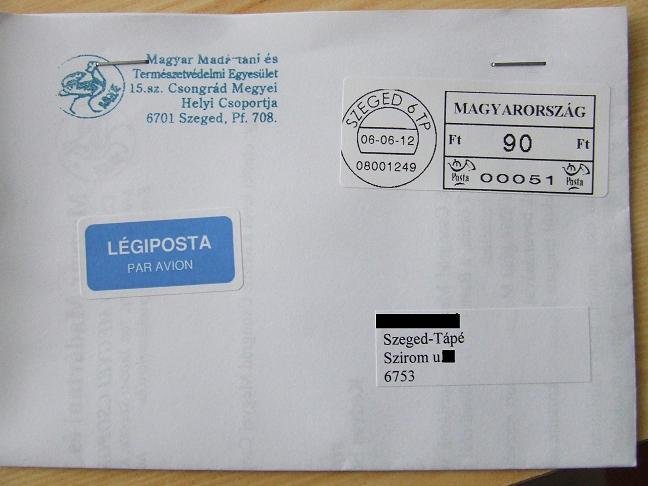 Magyar Madártani és
Természetvédelmi Egyesület
15.sz. Csongrád Megyei
Helyi Csoportja
6701 Szeged, Pf. 708.
SZEGED 6 TP
06-06-12
08001249
MAGYARORSZÁG
Ft 90 Ft
Posta 00051 Posta
LÉGIPOSTA
PAR AVION
Szeged-Tápé
Szirom u.
6753